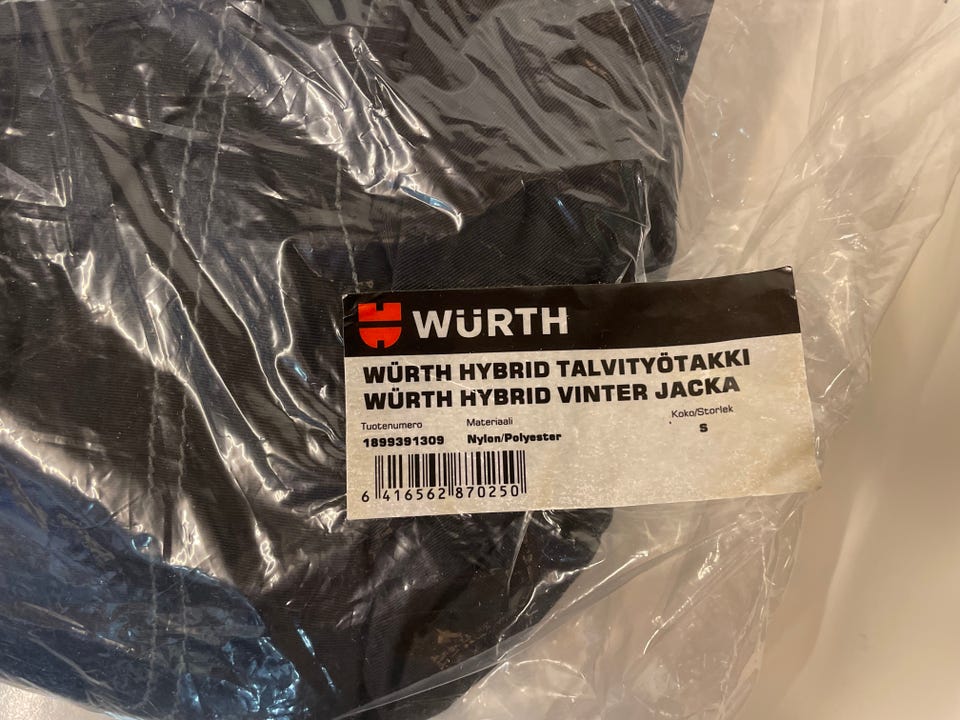 WÜRTH
WÜRTH HYBRID TALVITYÖTAKKI
WÜRTH HYBRID VINTER JACKA
Tuotenumero Materiaali Koko/Storlek
1899391309 Nylon/Polyester S
6 416562 870250